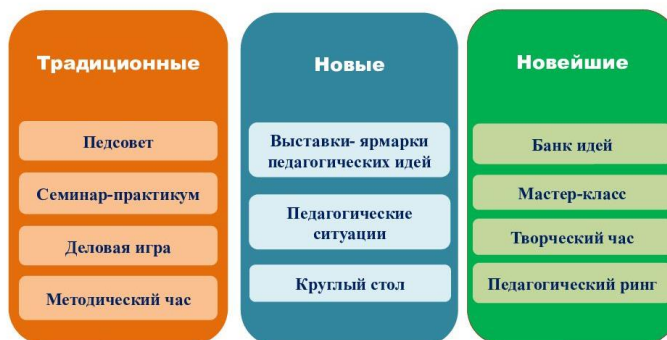 Традиционные
Педсовет
Семинар-практикум
Деловая игра
Методический час
Новые
Выставки- ярмарки
педагогических идей
Педагогические
ситуации
Круглый стол
Новейшие
Банк идей
Мастер-класс
Творческий час
Педагогический ринг